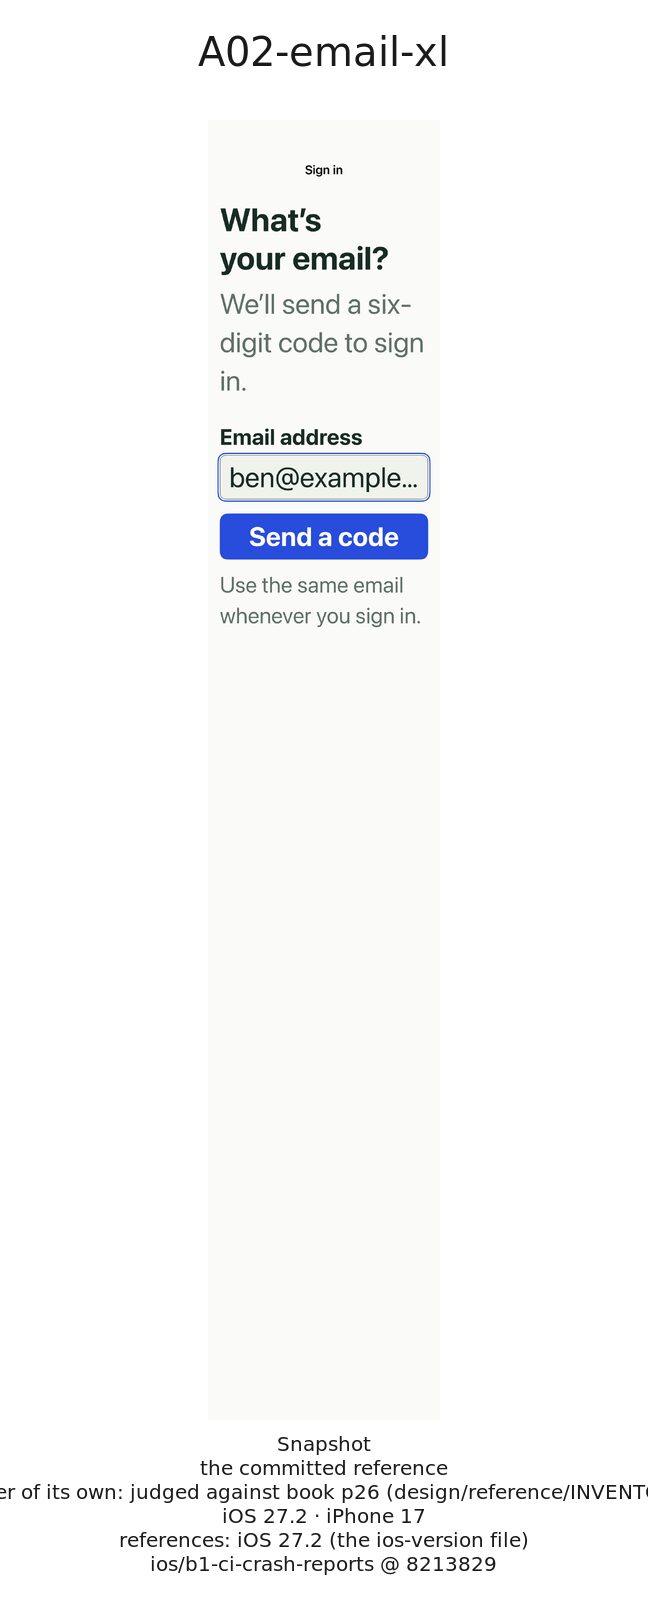 A02-email-xl
Sign in
What’s
your email?
We’ll send a six-
digit code to sign
in.
Email address
ben@example...
Send a code
Use the same email
whenever you sign in.
Snapshot
the committed reference
of its own: judged against book p26 (design/reference/
iOS 27.2 · iPhone 17
references: iOS 27.2 (the ios-version file)
ios/b1-ci-crash-reports @ 8213829